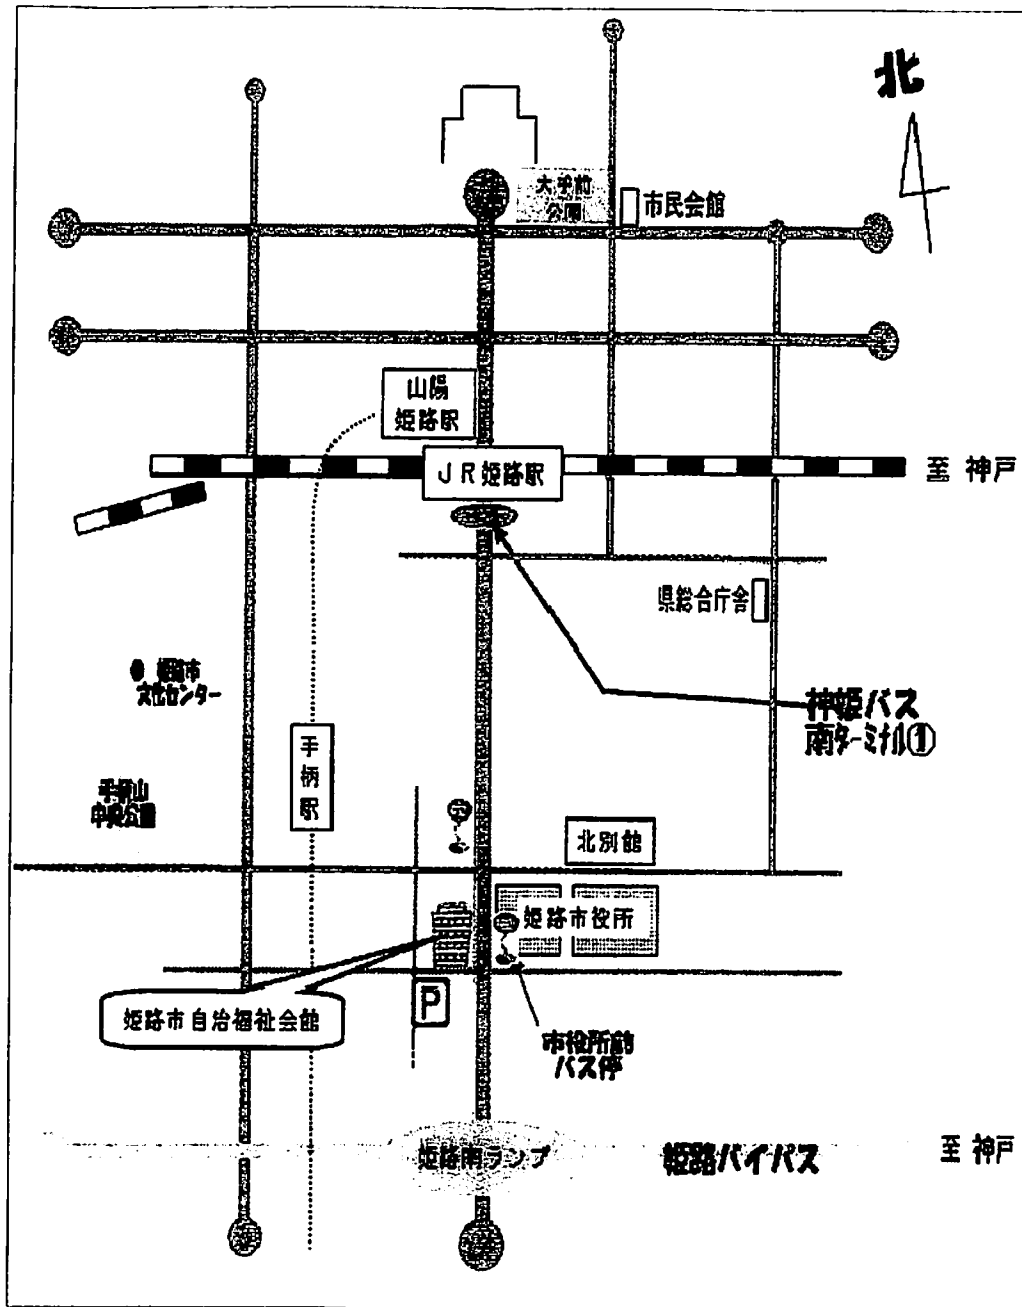 北
大手前
公園
市民会館
山陽
姫路駅
JR姫路駅
至 神戸
県総合庁舎
姫路市
文化センター
神姫バス
南ターミナル①
手柄駅
手柄山
中央公園
北別館
姫路市役所
P
姫路市自治福祉会館
市役所前
バス停
姫路南ランプ
姫路バイパス
至 神戸